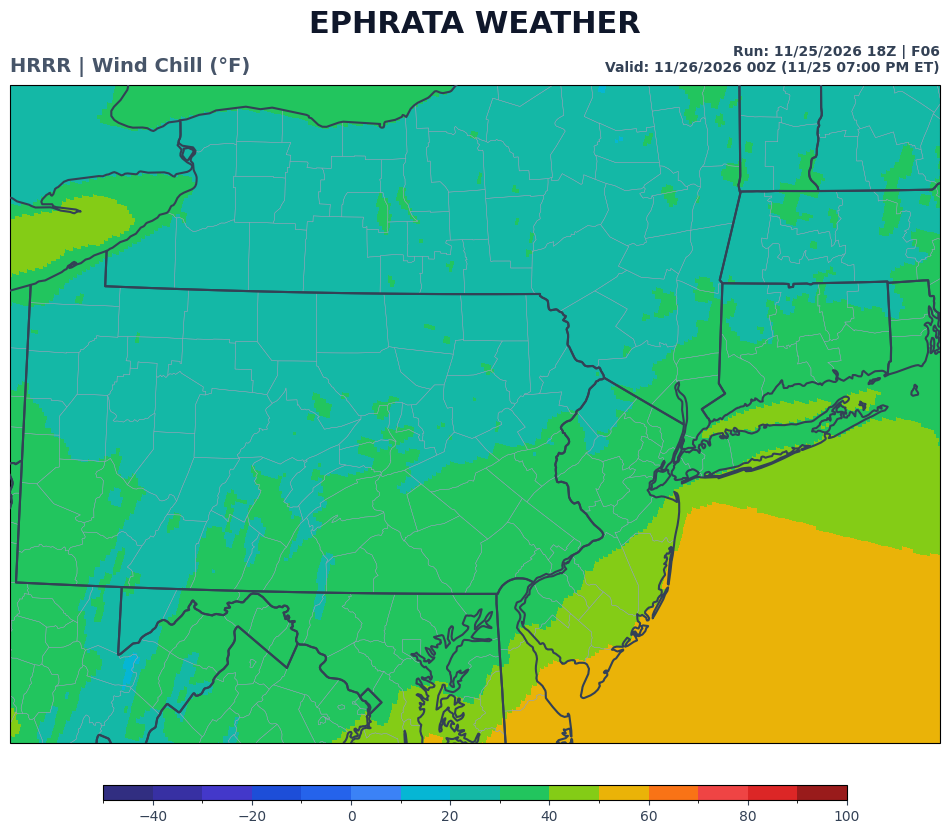 EPHRATA WEATHER
HRRR | Wind Chill (°F)
Run: 11/25/2026 18Z | F06
Valid: 11/26/2026 00Z (11/25 07:00 PM ET)
−40 −20 0 20 40 60 80 100